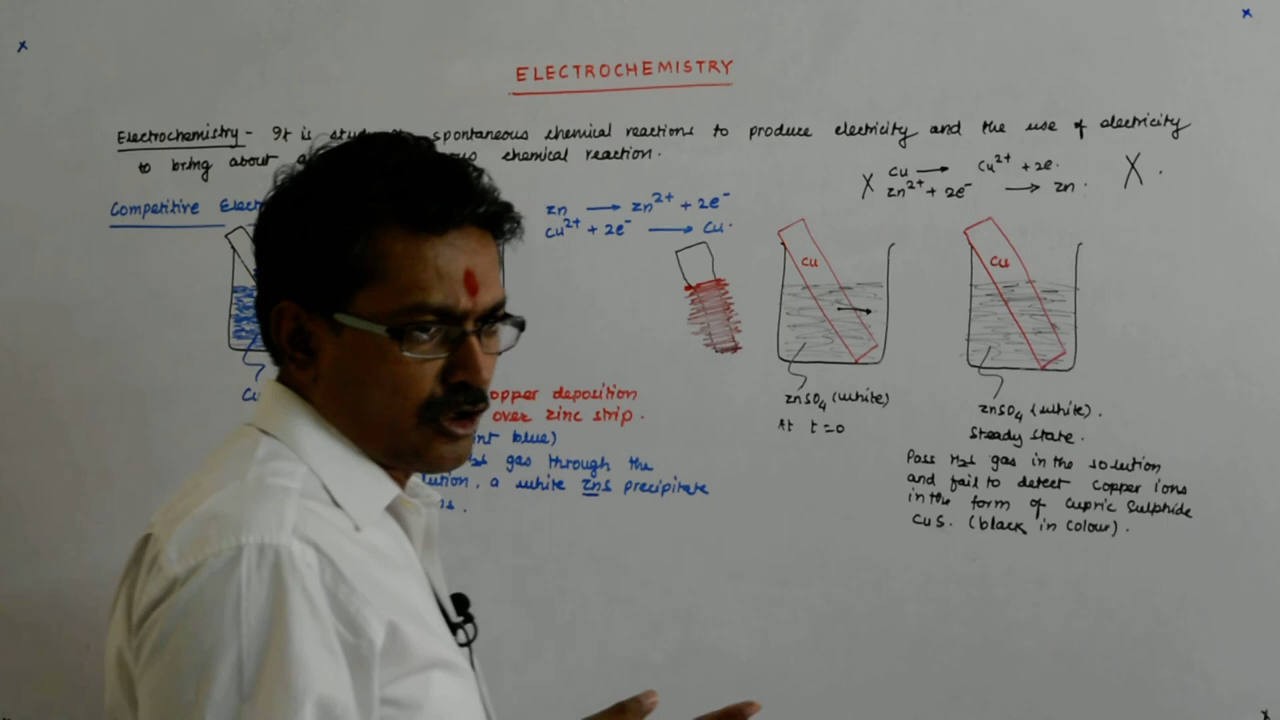 ELECTROCHEMISTRY
Electrochemistry - It is spontaneous chemical reactions to produce electricity and the use of electricity
to bring about chemical reaction.
Competitive
Zn → Zn2+ + 2e-
Cu2+ + 2e- → Cu.
X Cu → Cu2+ + 2e. X.
Zn2+ + 2e- → Zn.
Cu
Cu
ZnSO4 (white)
At t=0
ZnSO4 (white).
Steady state.
opper deposition
over zinc strip.
nt blue)
gas through the
lution, a white ZnS precipitate
Pass H2S gas in the solution
and fail to detect copper ions
in the form of cupric sulphide
CuS. (black in colour).